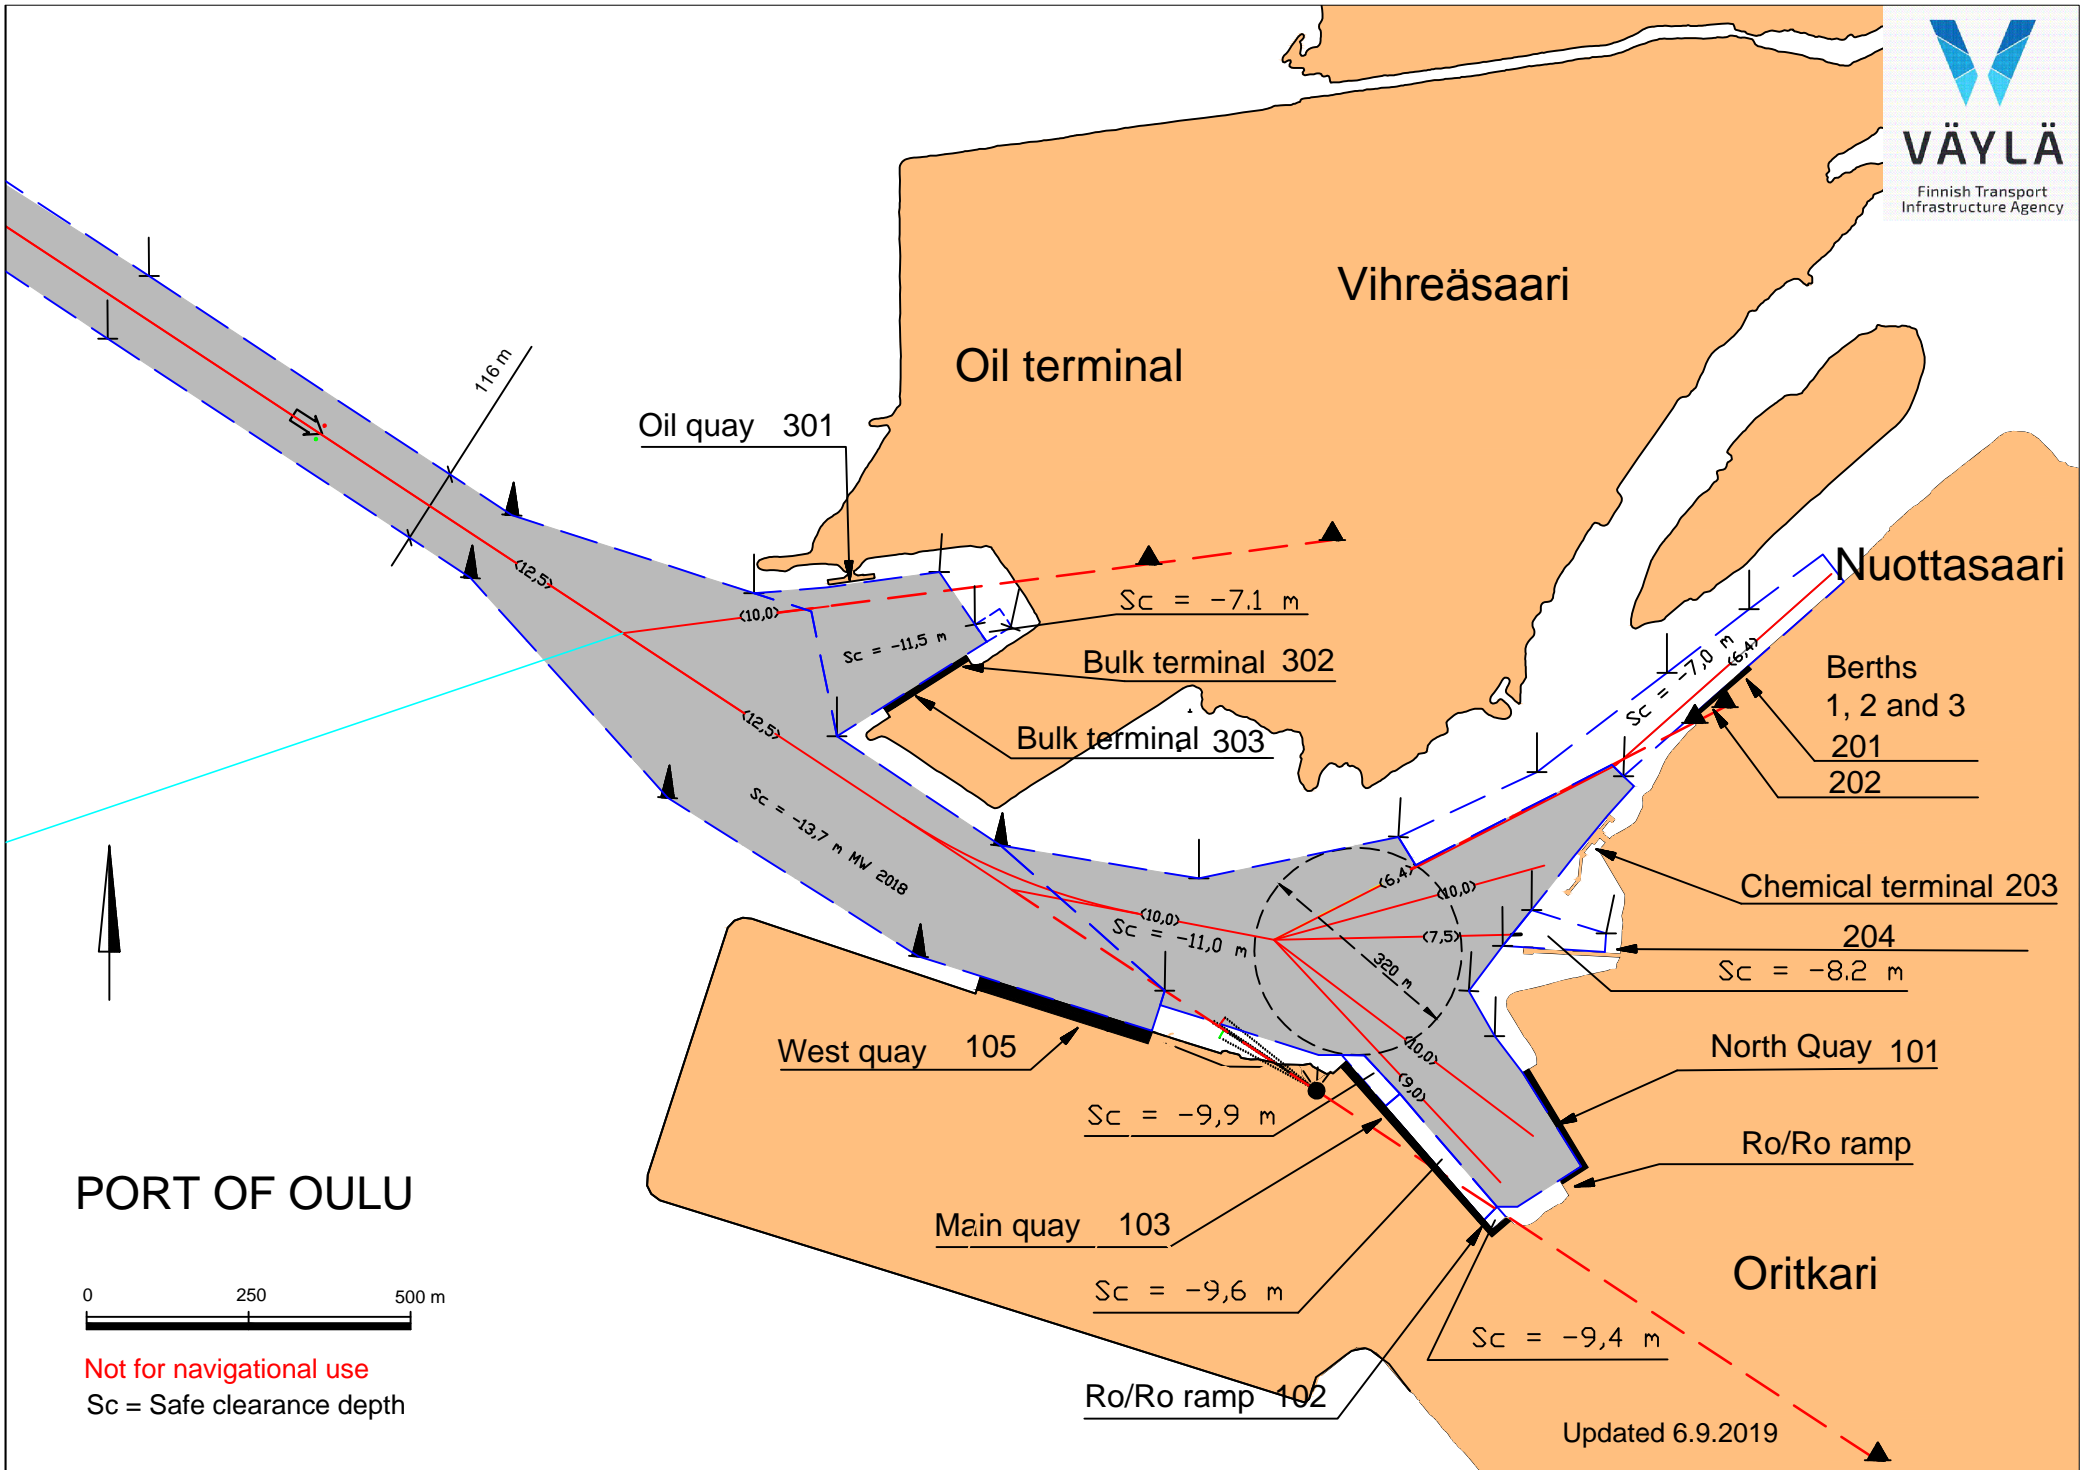 VÄYLÄ
Finnish Transport
Infrastructure Agency
Vihreäsaari
Oil terminal
116 m
Oil quay 301
Nuottasaari
(12,5)
(10,0)
Sc = -7.1 m
Sc = -11,5 m
Bulk terminal 302
Sc = -7,0 m
(6,4)
Berths
1, 2 and 3
201
202
(12,5)
Bulk terminal 303
Sc = -13,7 m MW 2018
(6,4)
(10,0)
Chemical terminal 203
(10,0)
Sc = -11,0 m
(7,5)
204
320 m
Sc = -8.2 m
West quay 105
(10,0)
North Quay 101
(9,0)
Sc = -9,9 m
Ro/Ro ramp
PORT OF OULU
Main quay 103
Oritkari
Sc = -9,6 m
0 250 500 m
Sc = -9,4 m
Not for navigational use
Sc = Safe clearance depth
Ro/Ro ramp 102
Updated 6.9.2019